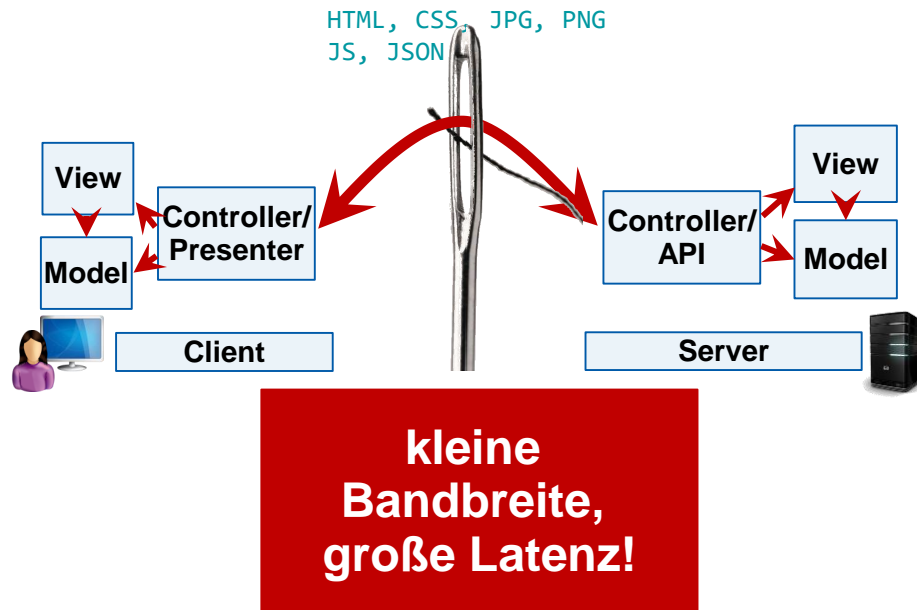 HTML, CSS, JPG, PNG
JS, JSON
View
Model
Controller/
Presenter
Controller/
API
View
Model
Client
Server
kleine
Bandbreite,
große Latenz!